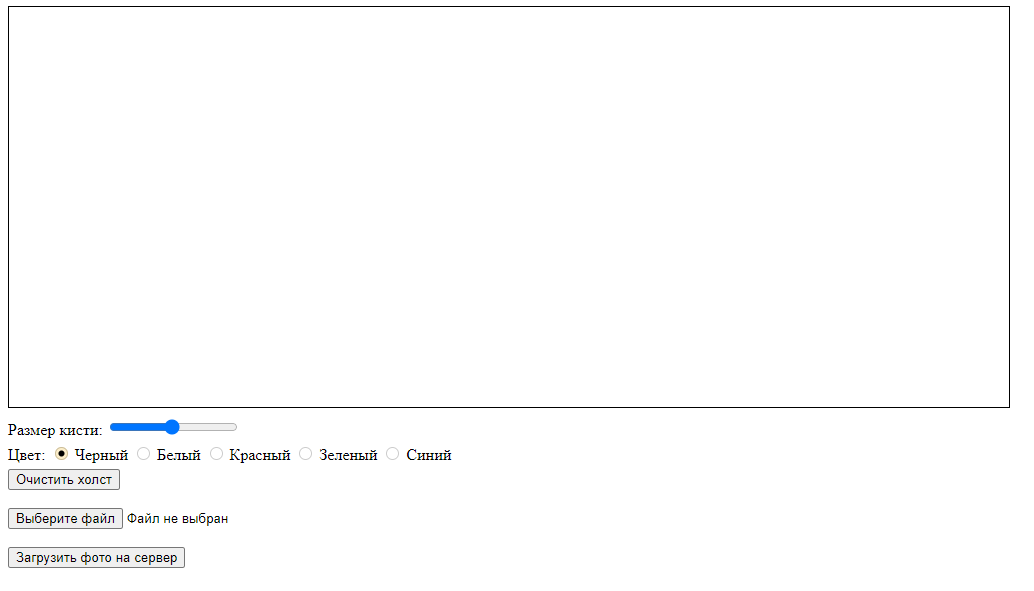 Размер кисти:
Цвет: Черный Белый Красный Зеленый Синий
Очистить холст
Выберите файл Файл не выбран
Загрузить фото на сервер